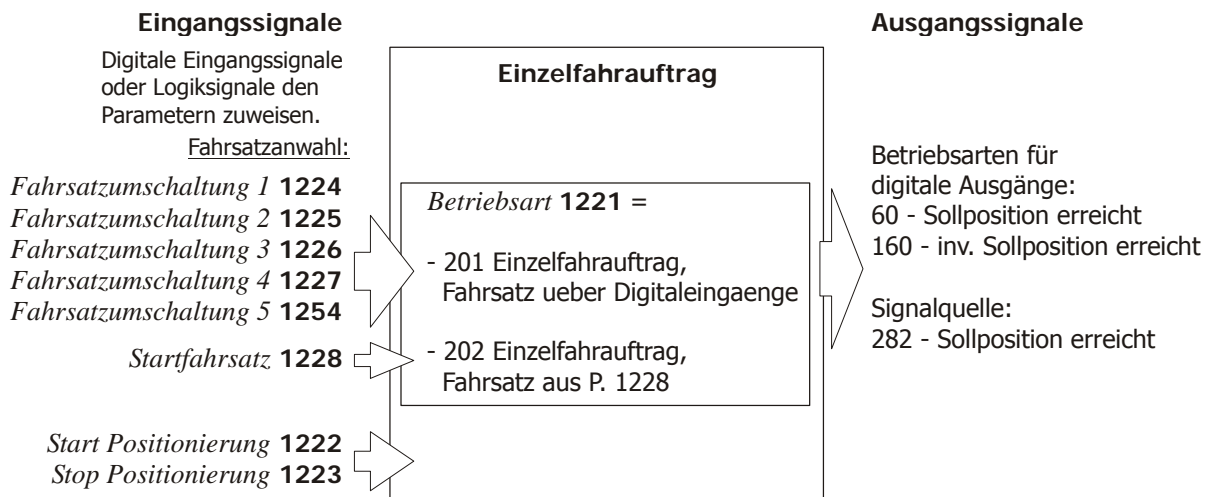 Eingangssignale
Digitale Eingangssignale
oder Logiksignale den
Parametern zuweisen.
Fahrsatzanwahl:
Fahrsatzumschaltung 1 1224
Fahrsatzumschaltung 2 1225
Fahrsatzumschaltung 3 1226
Fahrsatzumschaltung 4 1227
Fahrsatzumschaltung 5 1254
Startfahrsatz 1228
Start Positionierung 1222
Stop Positionierung 1223
Einzelfahrauftrag
Betriebsart 1221 =
- 201 Einzelfahrauftrag,
Fahrsatz ueber Digitaleingaenge
- 202 Einzelfahrauftrag,
Fahrsatz aus P. 1228
Ausgangssignale
Betriebsarten für
digitale Ausgänge:
60 - Sollposition erreicht
160 - inv. Sollposition erreicht
Signalquelle:
282 - Sollposition erreicht